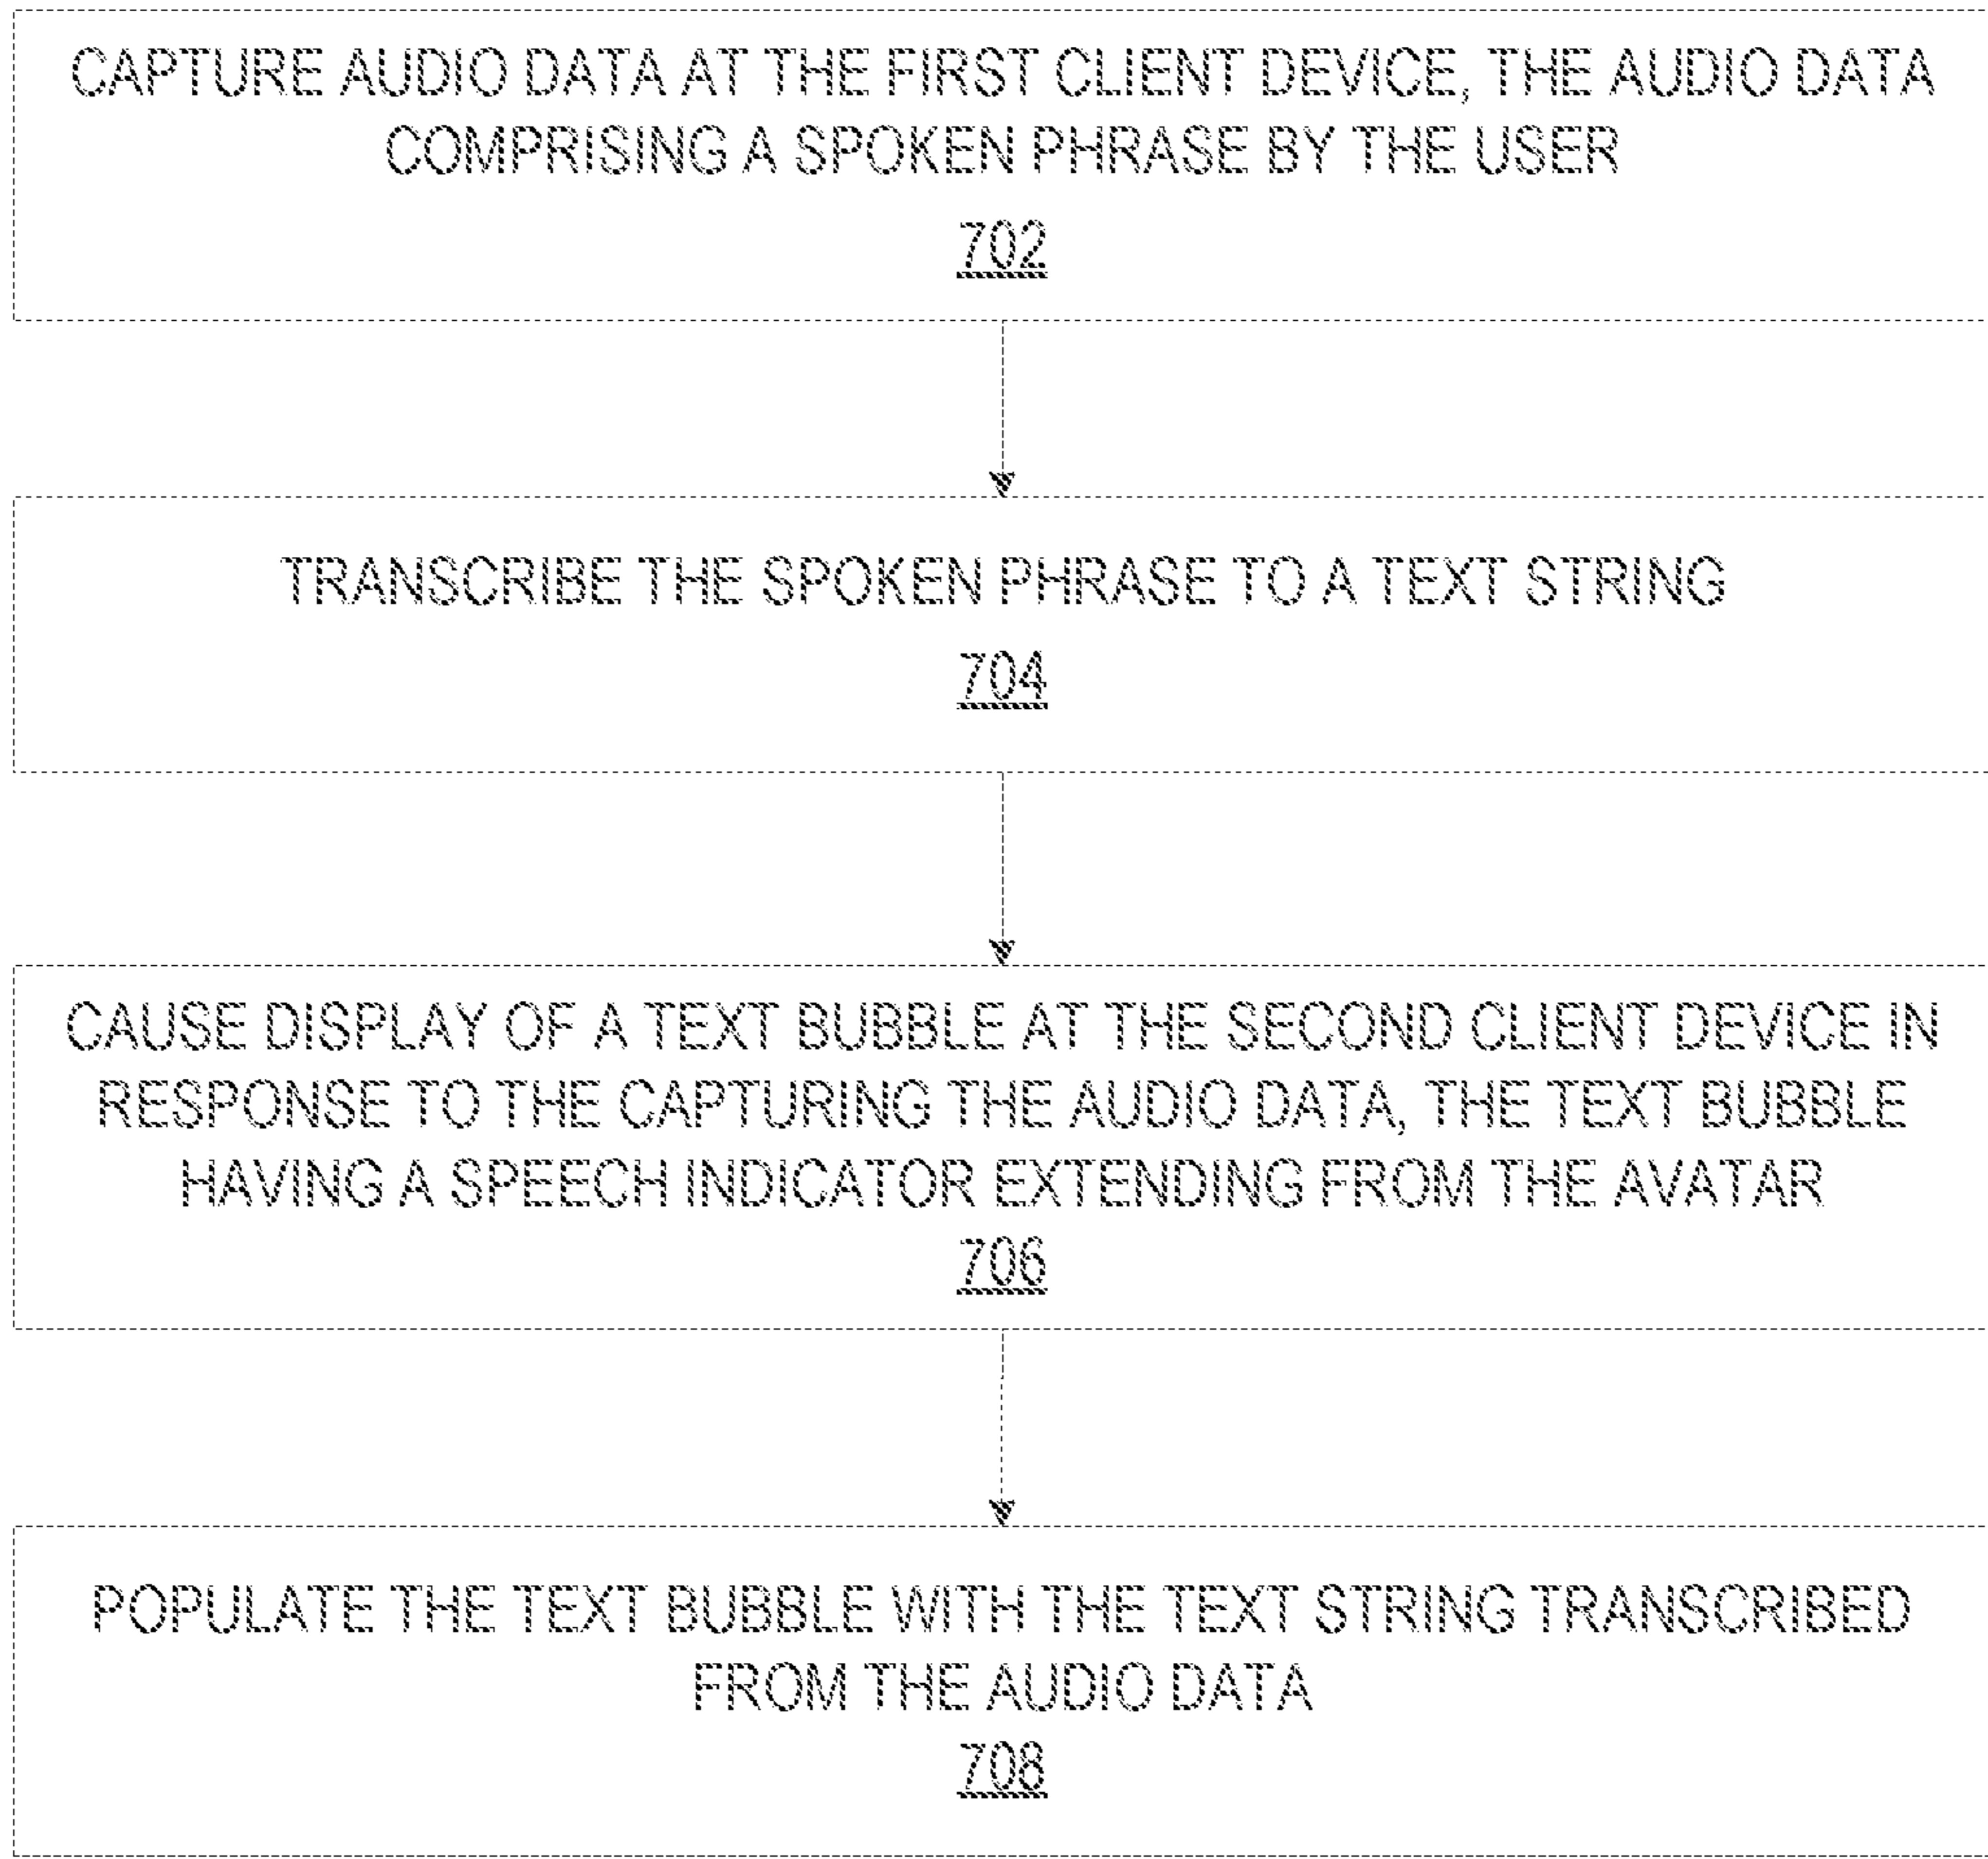 CAPTURE AUDIO DATA AT THE FIRST CLIENT DEVICE, THE AUDIO DATA
COMPRISING A SPOKEN PHRASE BY THE USER
702
TRANSCRIBE THE SPOKEN PHRASE TO A TEXT STRING
704
CAUSE DISPLAY OF A TEXT BUBBLE AT THE SECOND CLIENT DEVICE IN
RESPONSE TO THE CAPTURING THE AUDIO DATA, THE TEXT BUBBLE
HAVING A SPEECH INDICATOR EXTENDING FROM THE AVATAR
706
POPULATE THE TEXT BUBBLE WITH THE TEXT STRING TRANSCRIBED
FROM THE AUDIO DATA
708